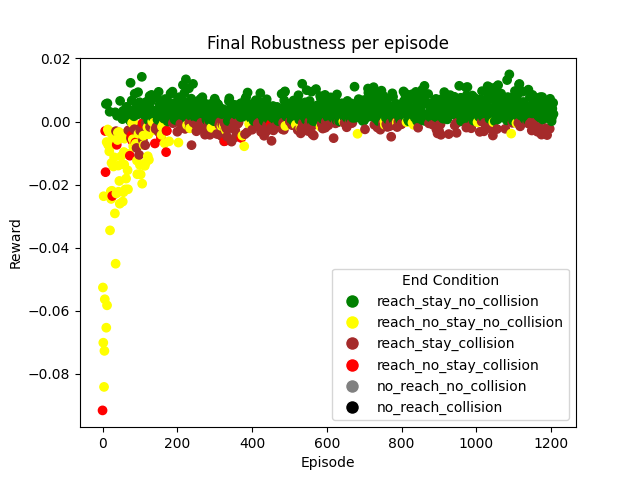 Final Robustness per episode
0.02
0.00
−0.02
−0.04
−0.06
−0.08
Reward
End Condition
reach_stay_no_collision
reach_no_stay_no_collision
reach_stay_collision
reach_no_stay_collision
no_reach_no_collision
no_reach_collision
0 200 400 600 800 1000 1200
Episode